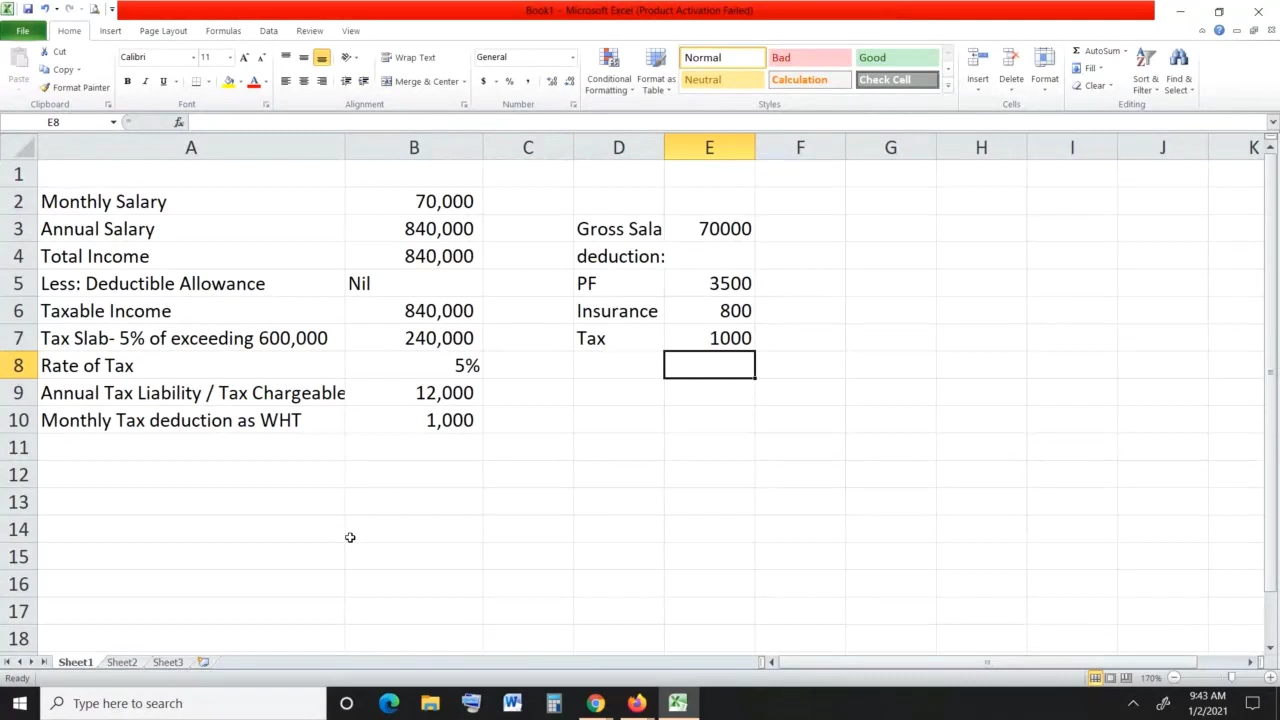 Book1 - Microsoft Excel (Product Activation Failed)
File Home Insert Page Layout Formulas Data Review View
Paste
Cut
Copy
Format Painter
Clipboard
Calibri 11
B I U
Font
Wrap Text
Merge & Center
Alignment
General
$ % ,
Number
Conditional Formatting
Format as Table
Normal Bad Good
Neutral Calculation Check Cell
Styles
Insert Delete Format
Cells
AutoSum
Fill
Clear
Sort & Filter
Find & Select
Editing
E8 fx
A B C D E F G H I J K
1
2 Monthly Salary 70,000
3 Annual Salary 840,000 Gross Sala 70000
4 Total Income 840,000 deduction:
5 Less: Deductible Allowance Nil PF 3500
6 Taxable Income 840,000 Insurance 800
7 Tax Slab- 5% of exceeding 600,000 240,000 Tax 1000
8 Rate of Tax 5%
9 Annual Tax Liability / Tax Chargeable 12,000
10 Monthly Tax deduction as WHT 1,000
11
12
13
14
15
16
17
18
Sheet1 Sheet2 Sheet3
Ready 170%
Type here to search
9:43 AM
1/2/2021